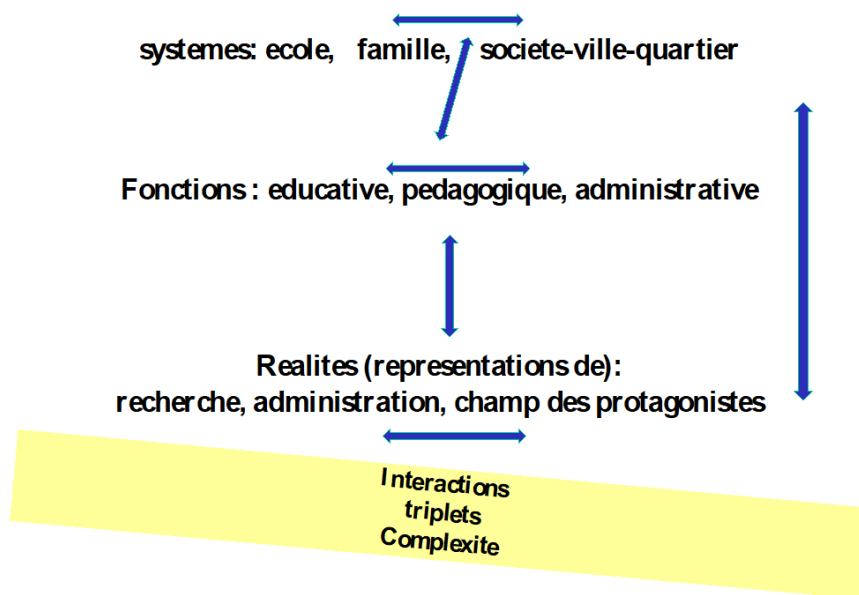 systemes: ecole, famille, societe-ville-quartier
Fonctions : educative, pedagogique, administrative
Realites (representations de):
recherche, administration, champ des protagonistes
Interactions
triplets
Complexite